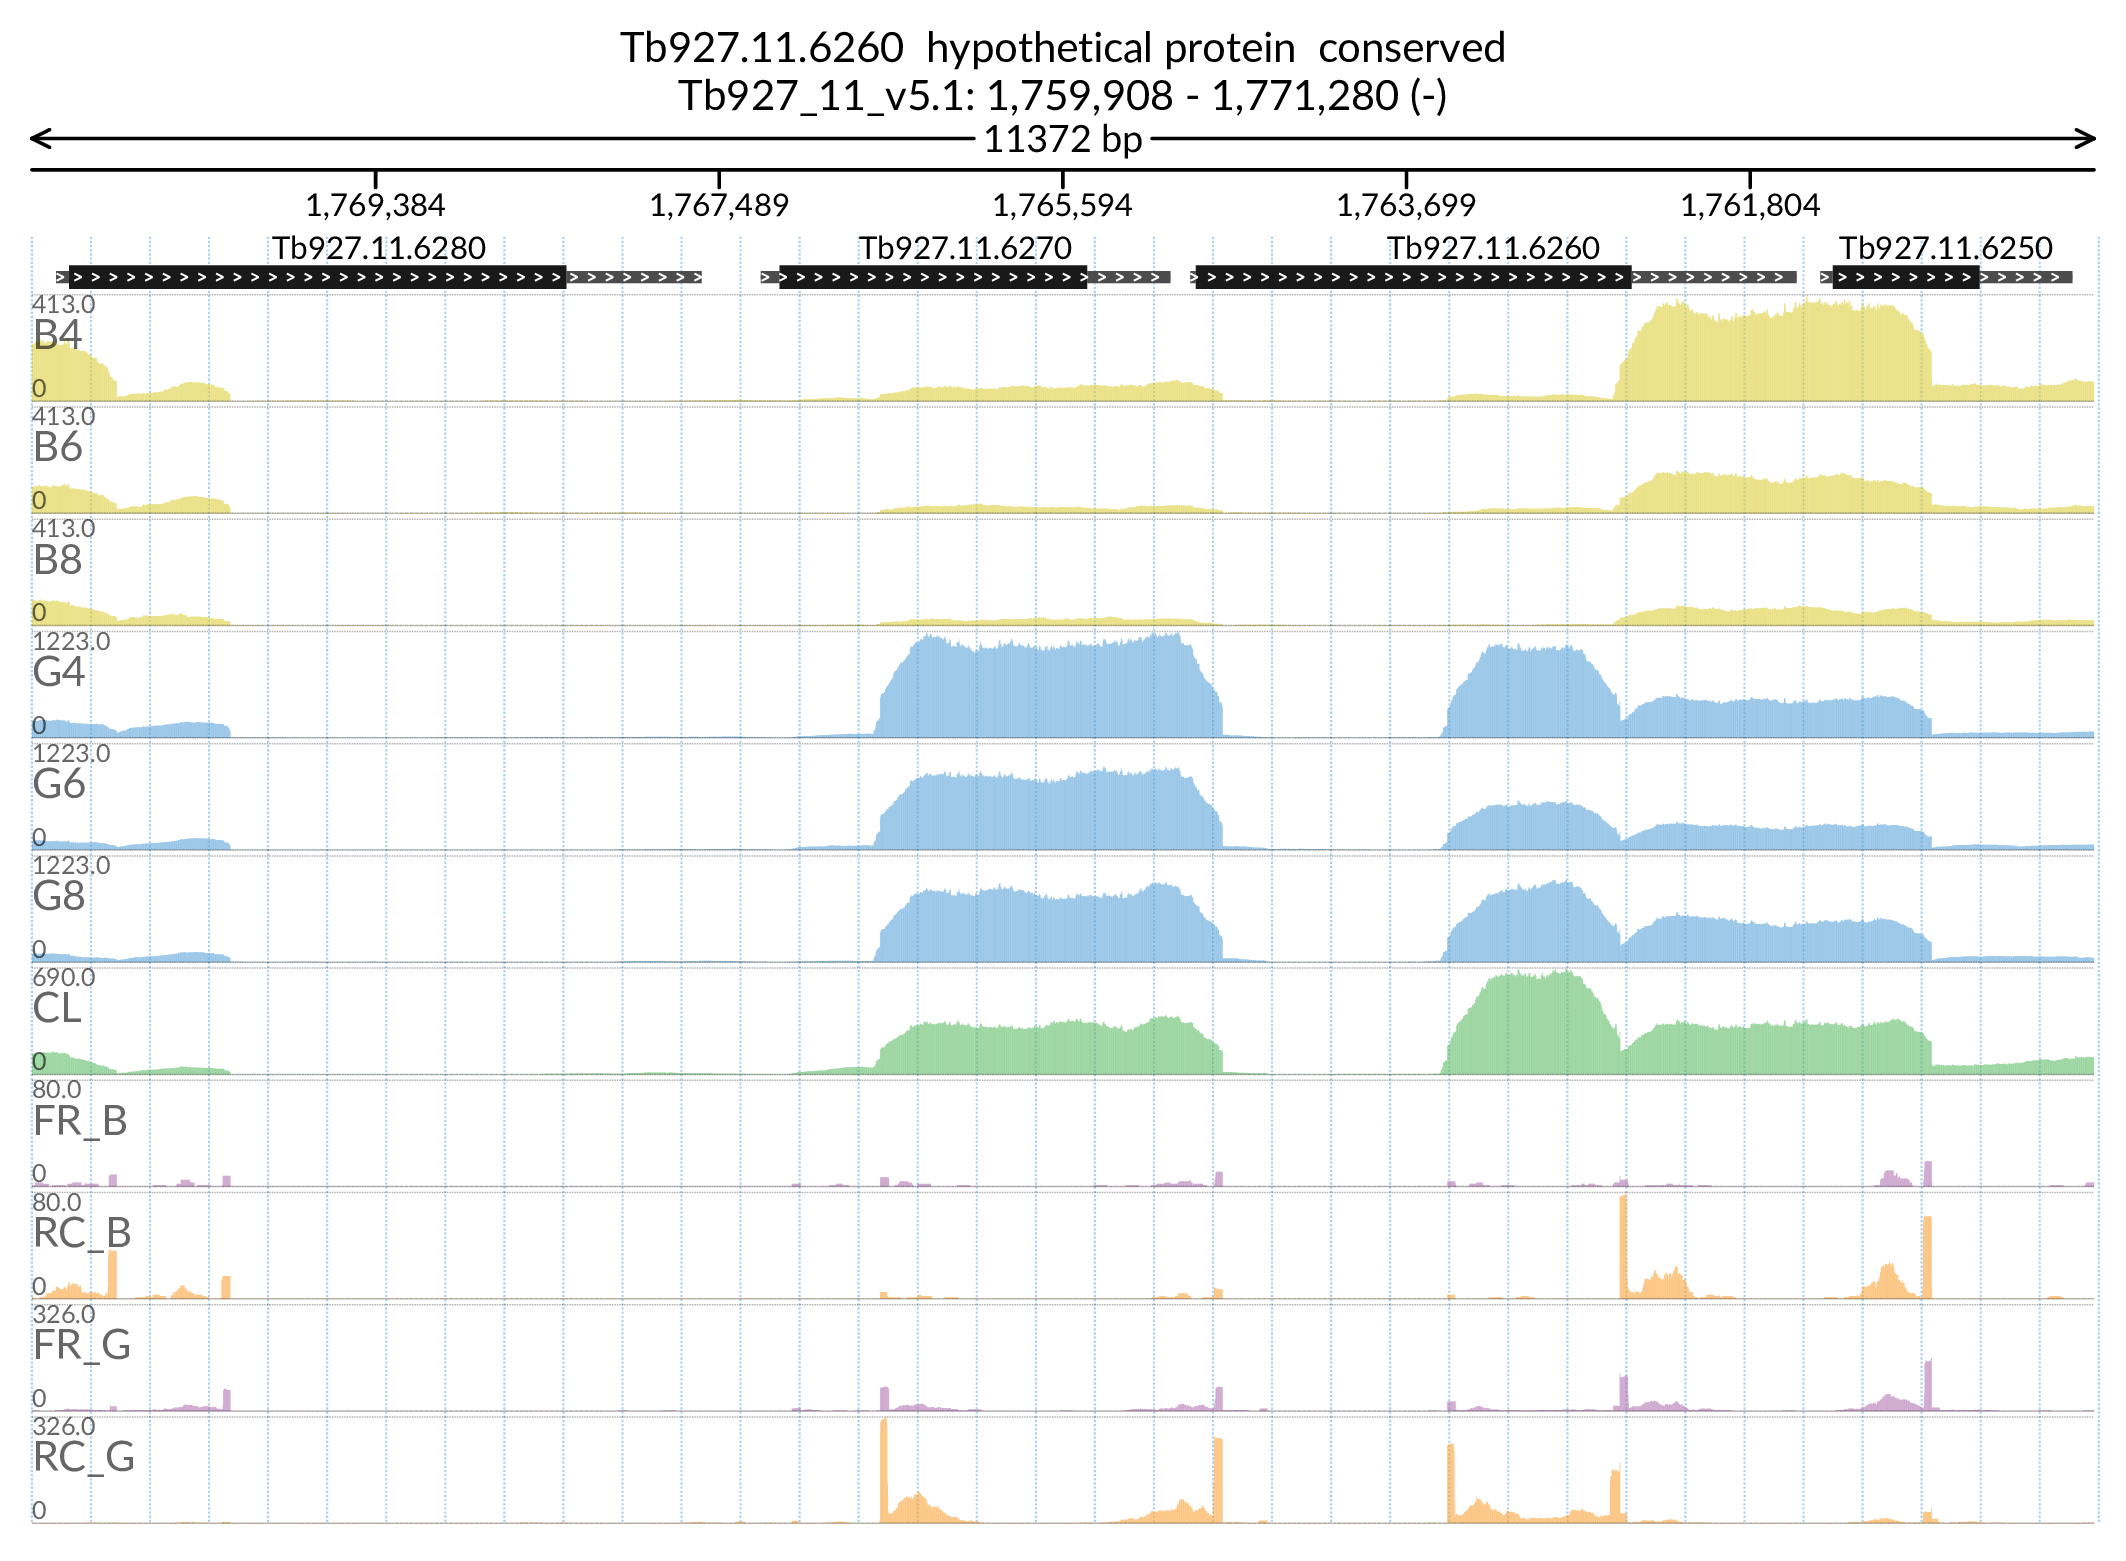 Tb927.11.6260 hypothetical protein conserved
Tb927_11_v5.1: 1,759,908 - 1,771,280 (-)
11372 bp
1,769,384 1,767,489 1,765,594 1,763,699 1,761,804
Tb927.11.6280 Tb927.11.6270 Tb927.11.6260 Tb927.11.6250
413.0
B4
0
413.0
B6
0
413.0
B8
0
1223.0
G4
0
1223.0
G6
0
1223.0
G8
0
690.0
CL
0
80.0
FR_B
0
80.0
RC_B
0
326.0
FR_G
0
326.0
RC_G
0